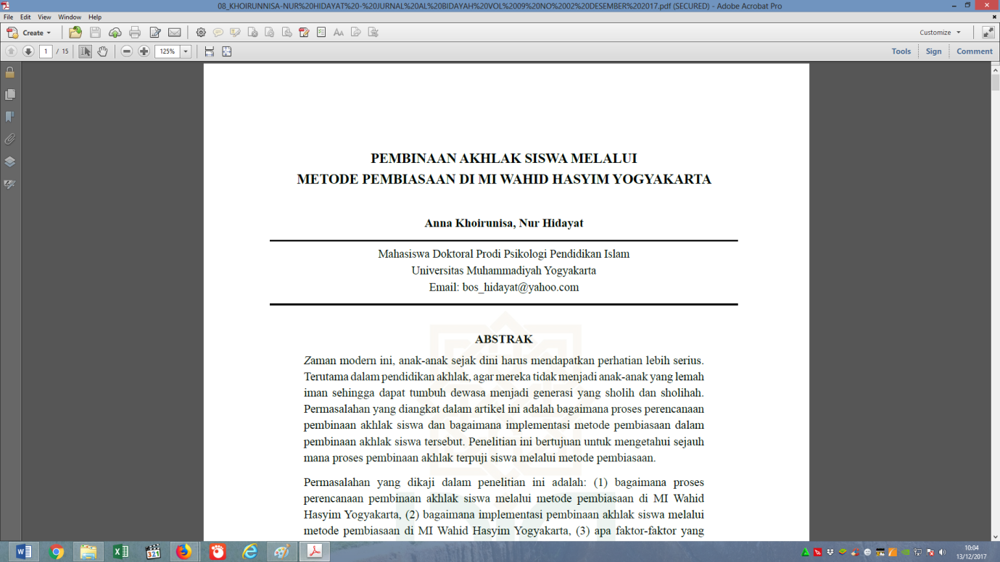 08_KHOIRUNNISA-NUR%20HIDAYAT%20-%20JURNAL%20AL%20BIDAYAH%20VOL%2009%20NO%2002%20DESEMBER%202017.pdf (SECURED) - Adobe Acrobat Pro
File Edit View Window Help
Create Customize
1 / 15 125% Tools Sign Comment
PEMBINAAN AKHLAK SISWA MELALUI
METODE PEMBIASAAN DI MI WAHID HASYIM YOGYAKARTA
Anna Khoirunisa, Nur Hidayat
Mahasiswa Doktoral Prodi Psikologi Pendidikan Islam
Universitas Muhammadiyah Yogyakarta
Email: bos_hidayat@yahoo.com
ABSTRAK
Zaman modern ini, anak-anak sejak dini harus mendapatkan perhatian lebih serius.
Terutama dalam pendidikan akhlak, agar mereka tidak menjadi anak-anak yang lemah
iman sehingga dapat tumbuh dewasa menjadi generasi yang sholih dan sholihah.
Permasalahan yang diangkat dalam artikel ini adalah bagaimana proses perencanaan
pembinaan akhlak siswa dan bagaimana implementasi metode pembiasaan dalam
pembinaan akhlak siswa tersebut. Penelitian ini bertujuan untuk mengetahui sejauh
mana proses pembinaan akhlak terpuji siswa melalui metode pembiasaan.
Permasalahan yang dikaji dalam penelitian ini adalah: (1) bagaimana proses
perencanaan pembinaan akhlak siswa melalui metode pembiasaan di MI Wahid
Hasyim Yogyakarta, (2) bagaimana implementasi pembinaan akhlak siswa melalui
metode pembiasaan di MI Wahid Hasyim Yogyakarta, (3) apa faktor-faktor yang
321
10:04
13/12/2017